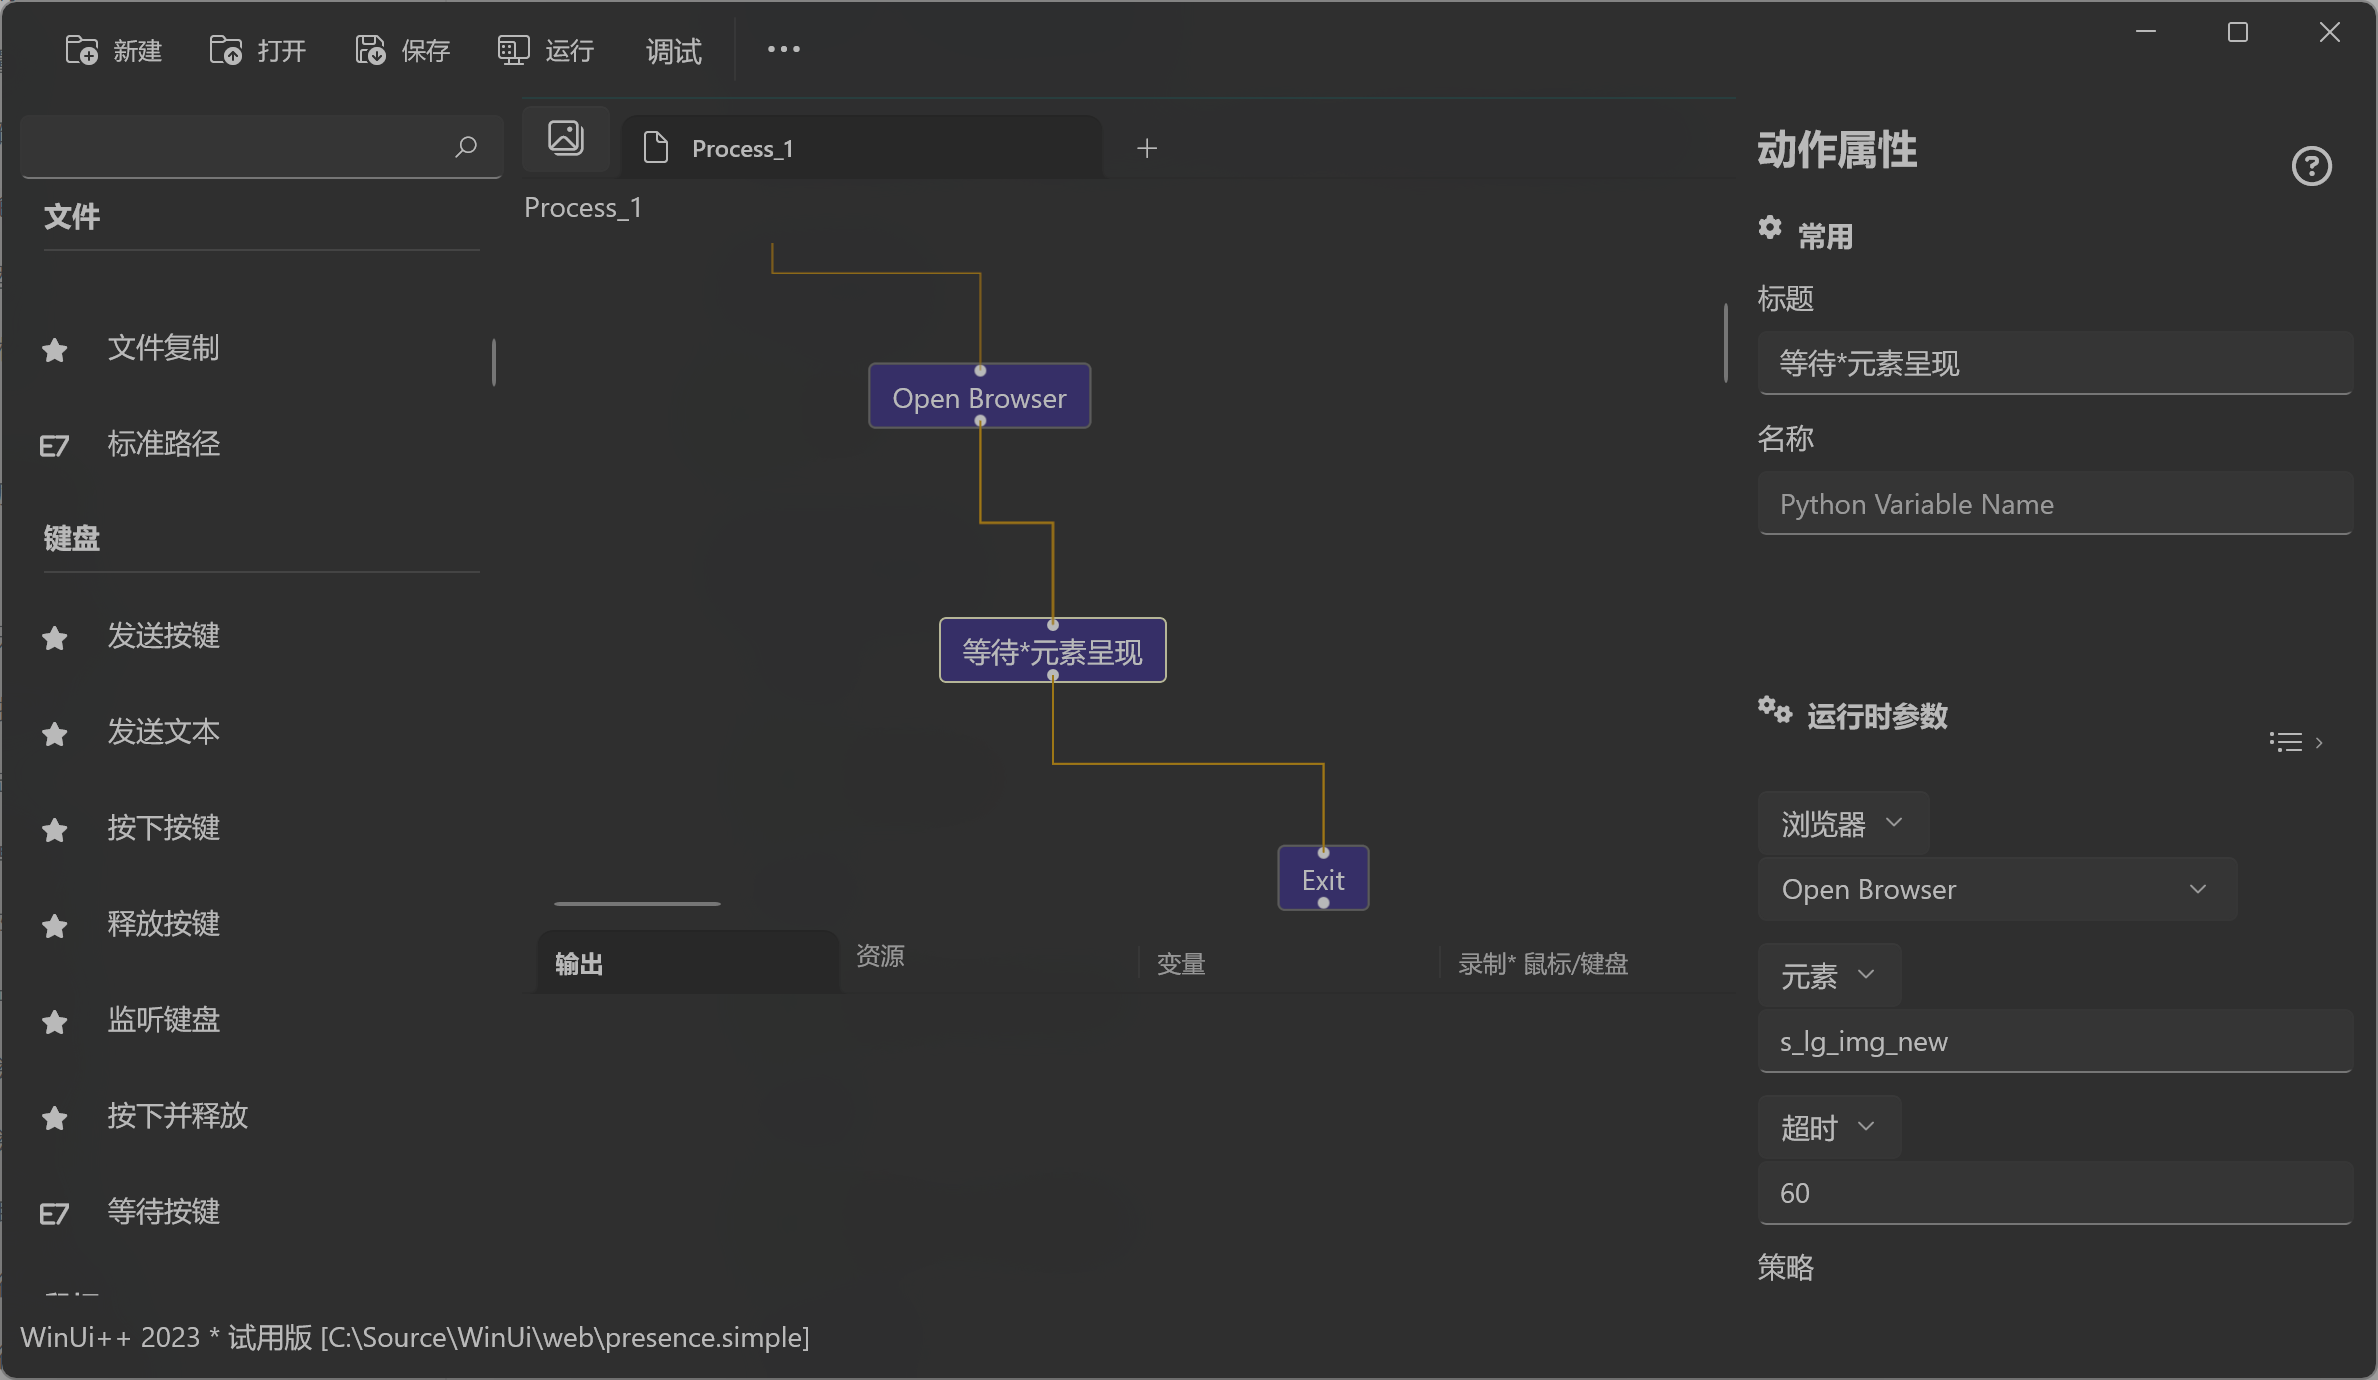 新建 打开 保存 运行 调试
Process_1
Process_1
文件
文件复制
E7 标准路径
键盘
发送按键
发送文本
按下按键
释放按键
监听键盘
按下并释放
E7 等待按键
Open Browser
等待*元素呈现
Exit
输出 资源 变量 录制* 鼠标/键盘
动作属性
常用
标题
等待*元素呈现
名称
Python Variable Name
运行时参数
浏览器
Open Browser
元素
s_lg_img_new
超时
60
策略
WinUi++ 2023 * 试用版 [C:\Source\WinUi\web\presence.simple]